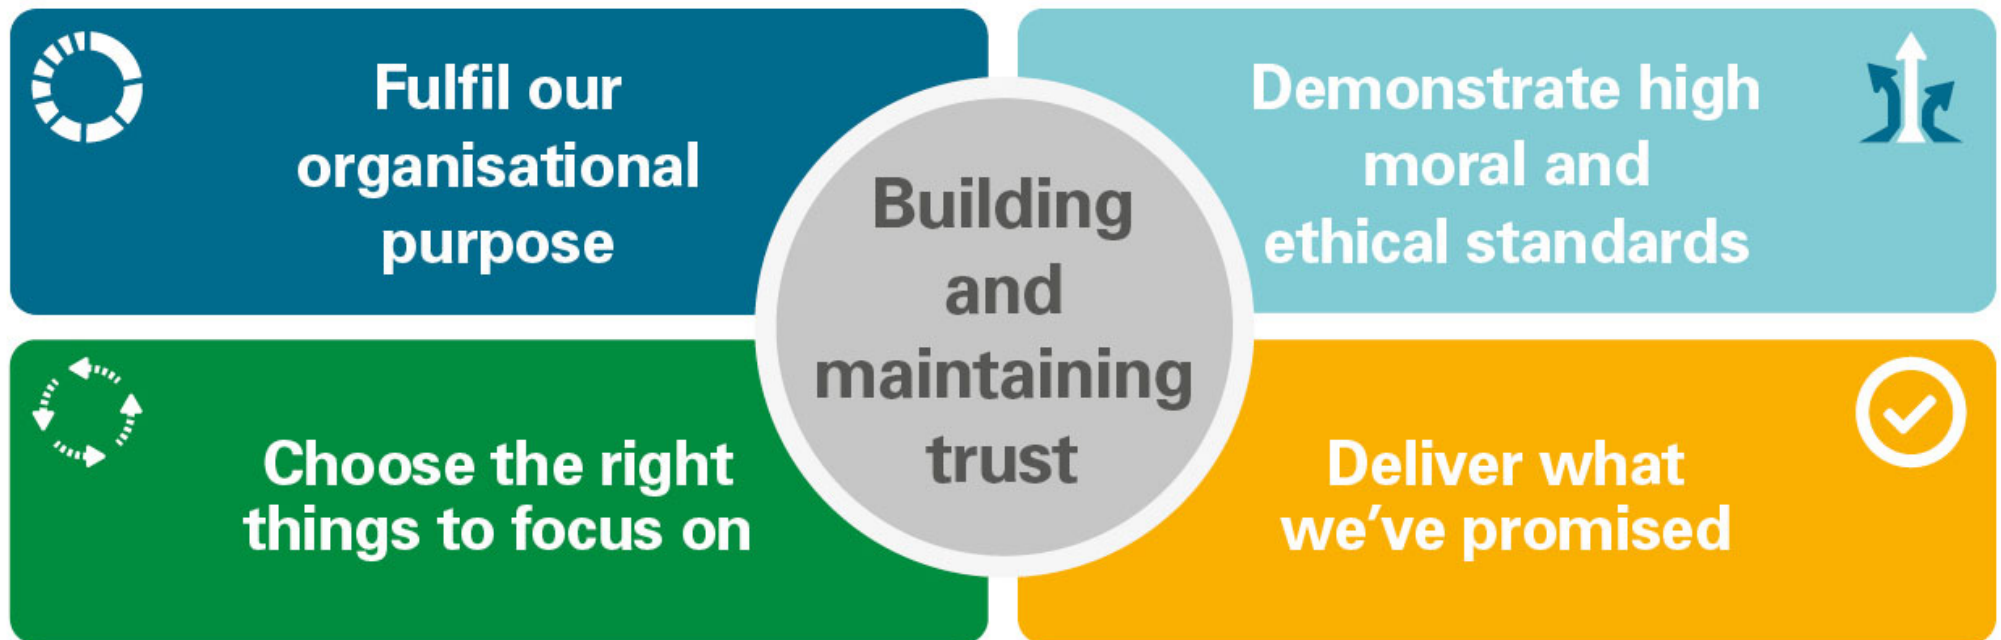 Fulfil our
organisational
purpose
Demonstrate high
moral and
ethical standards
Building
and
maintaining
trust
Choose the right
things to focus on
Deliver what
we’ve promised